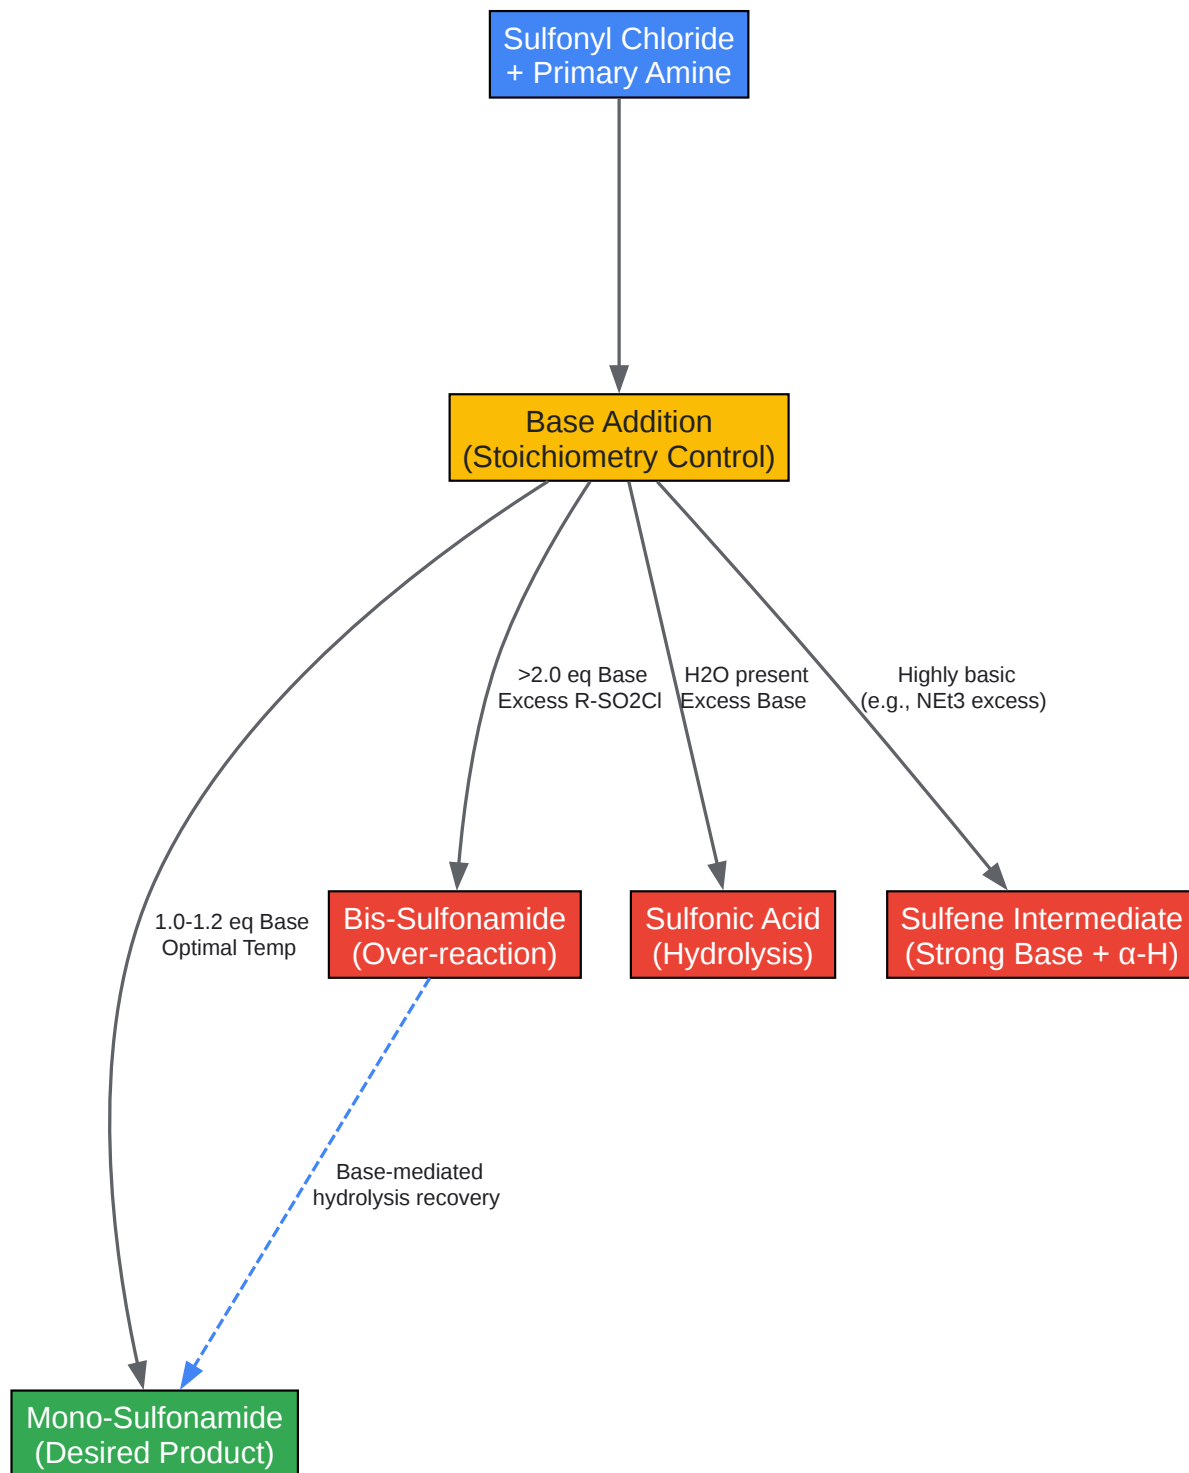 Sulfonyl Chloride
+ Primary Amine
Base Addition
(Stoichiometry Control)
>2.0 eq Base
Excess R-SO2Cl
H2O present
Excess Base
Highly basic
(e.g., NEt3 excess)
1.0-1.2 eq Base
Optimal Temp
Bis-Sulfonamide
(Over-reaction)
Sulfonic Acid
(Hydrolysis)
Sulfene Intermediate
(Strong Base + α-H)
Base-mediated
hydrolysis recovery
Mono-Sulfonamide
(Desired Product)